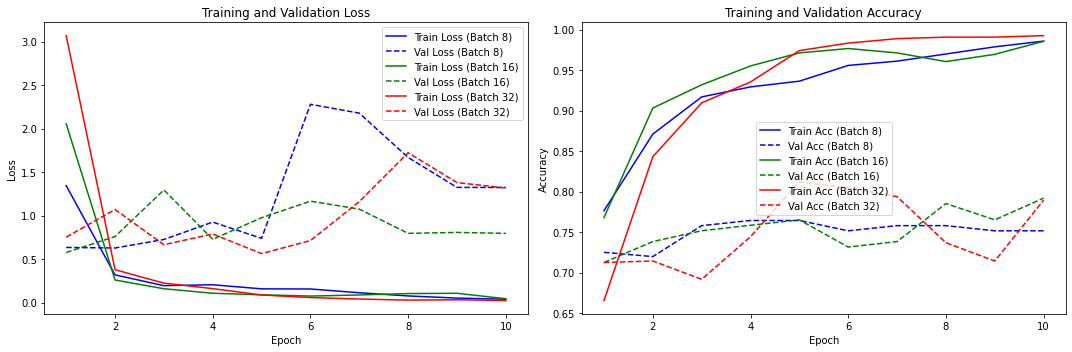 Training and Validation Loss
3.0
2.5
2.0
1.5
1.0
0.5
0.0
Loss
2
4
6
8
10
Epoch
Train Loss (Batch 8)
Val Loss (Batch 8)
Train Loss (Batch 16)
Val Loss (Batch 16)
Train Loss (Batch 32)
Val Loss (Batch 32)
Training and Validation Accuracy
1.00
0.95
0.90
0.85
0.80
0.75
0.70
0.65
Accuracy
2
4
6
8
10
Epoch
Train Acc (Batch 8)
Val Acc (Batch 8)
Train Acc (Batch 16)
Val Acc (Batch 16)
Train Acc (Batch 32)
Val Acc (Batch 32)